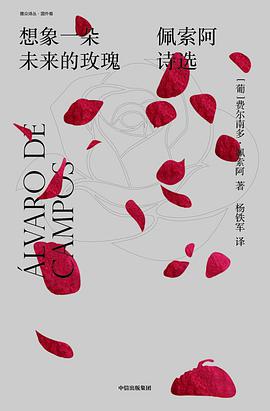 雅众诗丛·国外卷
想象一朵
未来的玫瑰
佩索阿
诗选
[葡]费尔南多·佩索阿 著
杨铁军 译
ÁLVARO DE
CAMPOS
中信出版集团